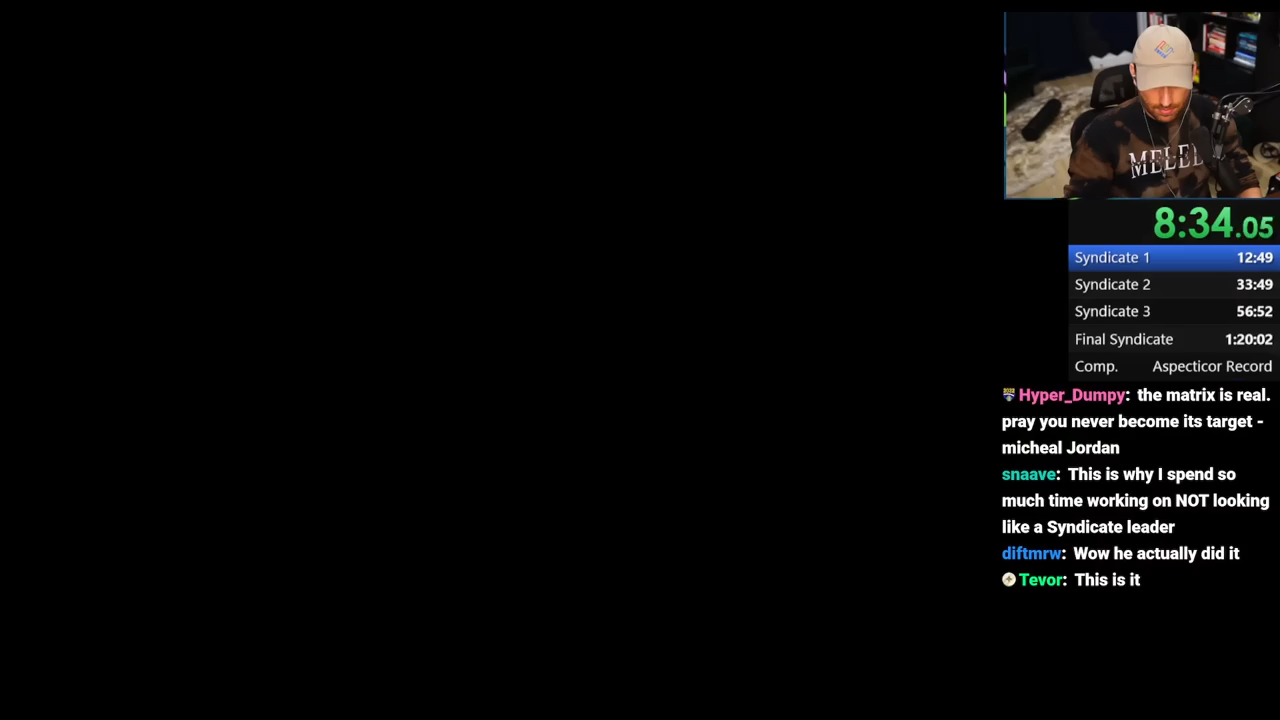 MELEE
8:34.05
Syndicate 1 12:49
Syndicate 2 33:49
Syndicate 3 56:52
Final Syndicate 1:20:02
Comp. Aspecticor Record
Hyper_Dumpy: the matrix is real.
pray you never become its target -
micheal Jordan
snaave: This is why I spend so
much time working on NOT looking
like a Syndicate leader
diftmrw: Wow he actually did it
Tevor: This is it